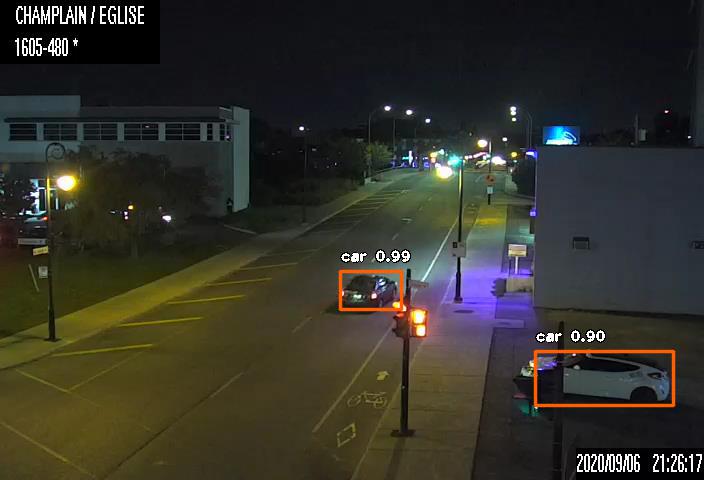 CHAMPLAIN / EGLISE
1605-480 *
car 0.99
car 0.90
2020/09/06 21:26:17